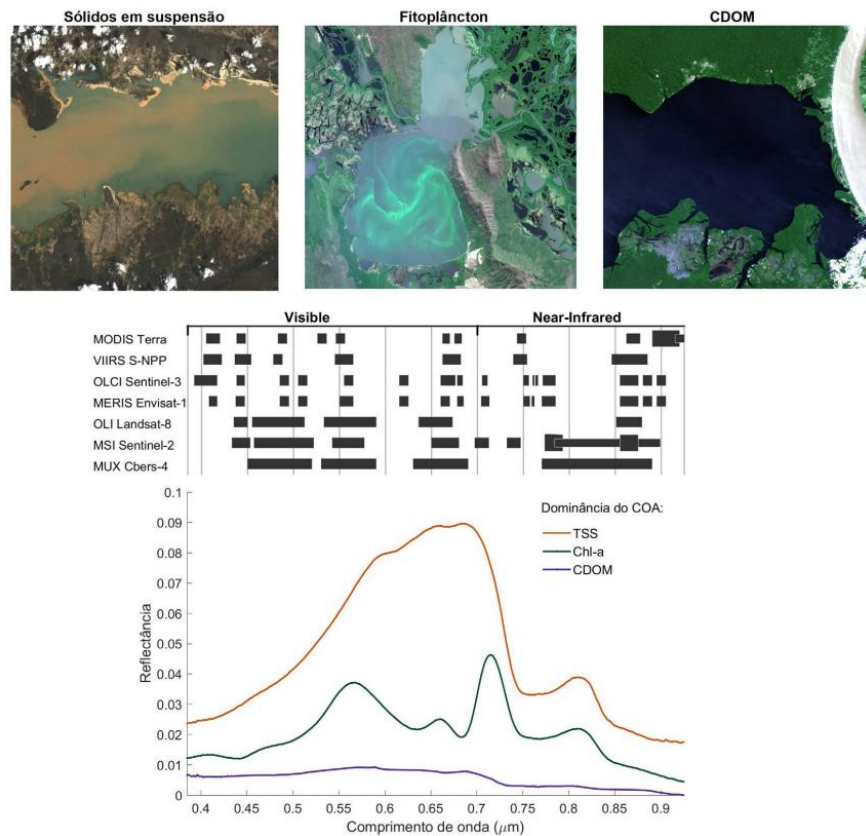 Sólidos em suspensão Fitoplâncton CDOM
Visible Near-Infrared
MODIS Terra
VIIRS S-NPP
OLCI Sentinel-3
MERIS Envisat-1
OLI Landsat-8
MSI Sentinel-2
MUX Cbers-4
0.1
0.09
0.08
0.07
0.06
0.05
0.04
0.03
0.02
0.01
0
Reflectância
Dominância do COA:
TSS
Chl-a
CDOM
0.4 0.45 0.5 0.55 0.6 0.65 0.7 0.75 0.8 0.85 0.9
Comprimento de onda (μm)